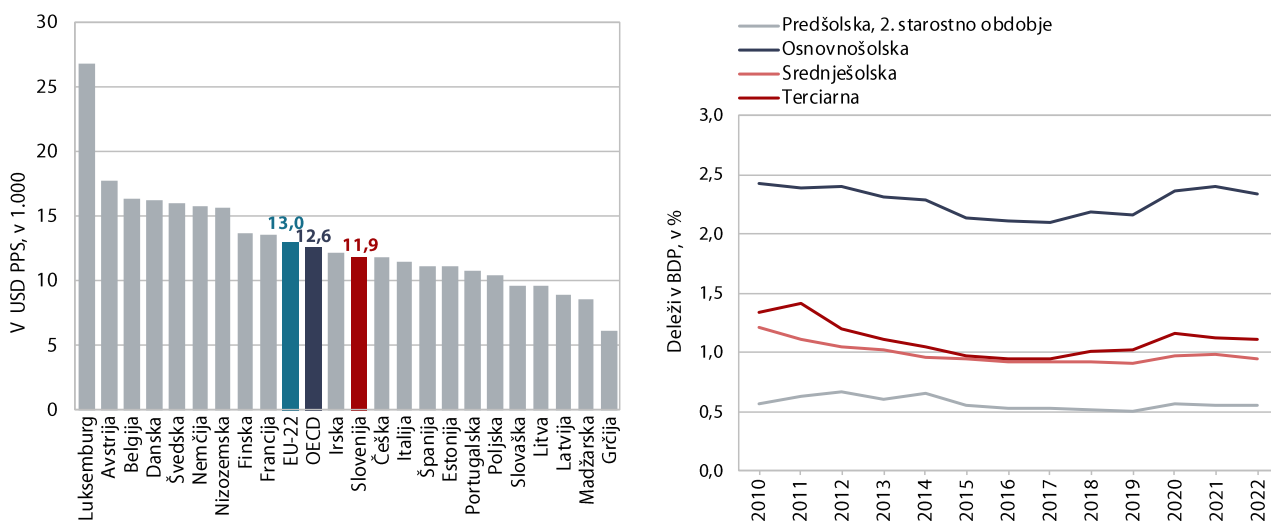 V USD PPS, v 1.000
30
25
20
15
10
5
0
13,0
12,6
11,9
Luksemburg
Avstrija
Belgija
Danska
Švedska
Nemčija
Nizozemska
Finska
Francija
EU-22
OECD
Irska
Slovenija
Češka
Italija
Španija
Estonija
Portugalska
Poljska
Slovaška
Litva
Latvija
Madžarska
Grčija
Predšolska, 2. starostno obdobje
Osnovnošolska
Srednješolska
Terciarna
Deleži v BDP, v %
3,0
2,5
2,0
1,5
1,0
0,5
0,0
2010
2011
2012
2013
2014
2015
2016
2017
2018
2019
2020
2021
2022